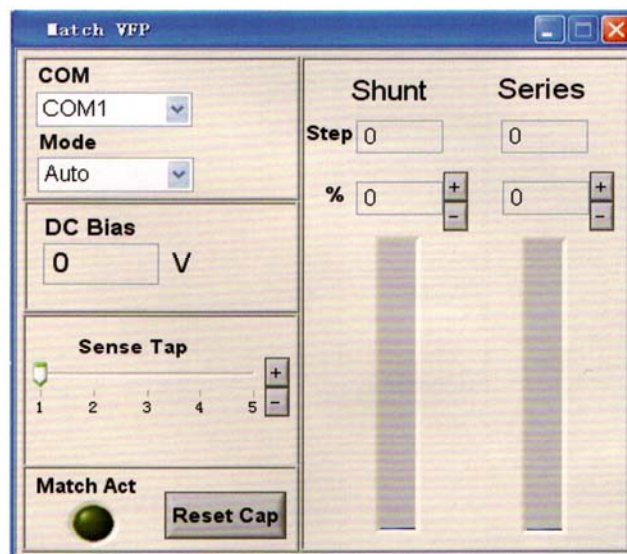 Match VFP
COM
COM1
Mode
Auto
DC Bias
0 V
Sense Tap
+
-
1 2 3 4 5
Match Act
Reset Cap
Shunt Series
Step 0 0
% 0 + 0 +
- -